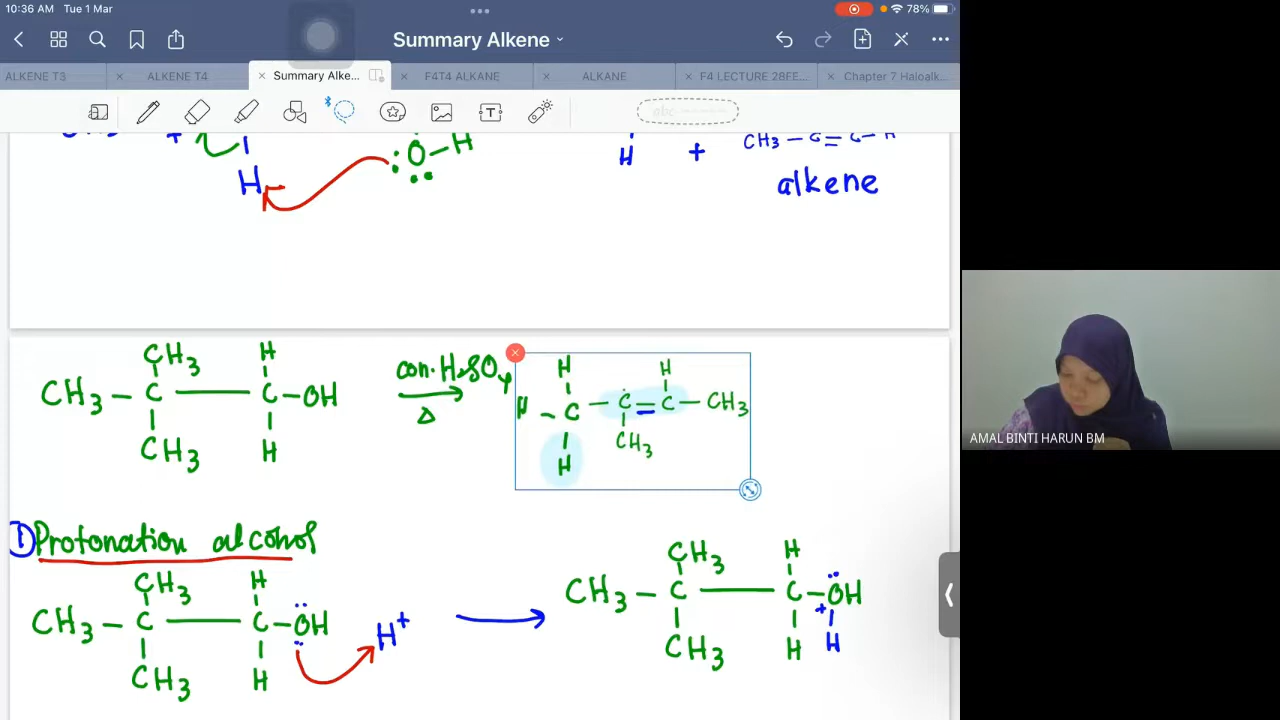 10:36 AM Tue 1 Mar
78%
Summary Alkene
ALKENE T3
ALKENE T4
Summary Alke...
F4T4 ALKANE
ALKANE
F4 LECTURE 28FE...
Chapter 7 Haloalk...
+
H
:O-H
H
+
CH3-C=C-H
alkene
CH3 H
CH3-C-C-OH
CH3 H
con. H2SO4
Δ
H H
H-C-C=C-CH3
H CH3
① Protonation alcohol
CH3 H
CH3-C-C-OH
CH3 H
H+
CH3 H
CH3-C-C-OH
+
CH3 H H
AMAL BINTI HARUN BM